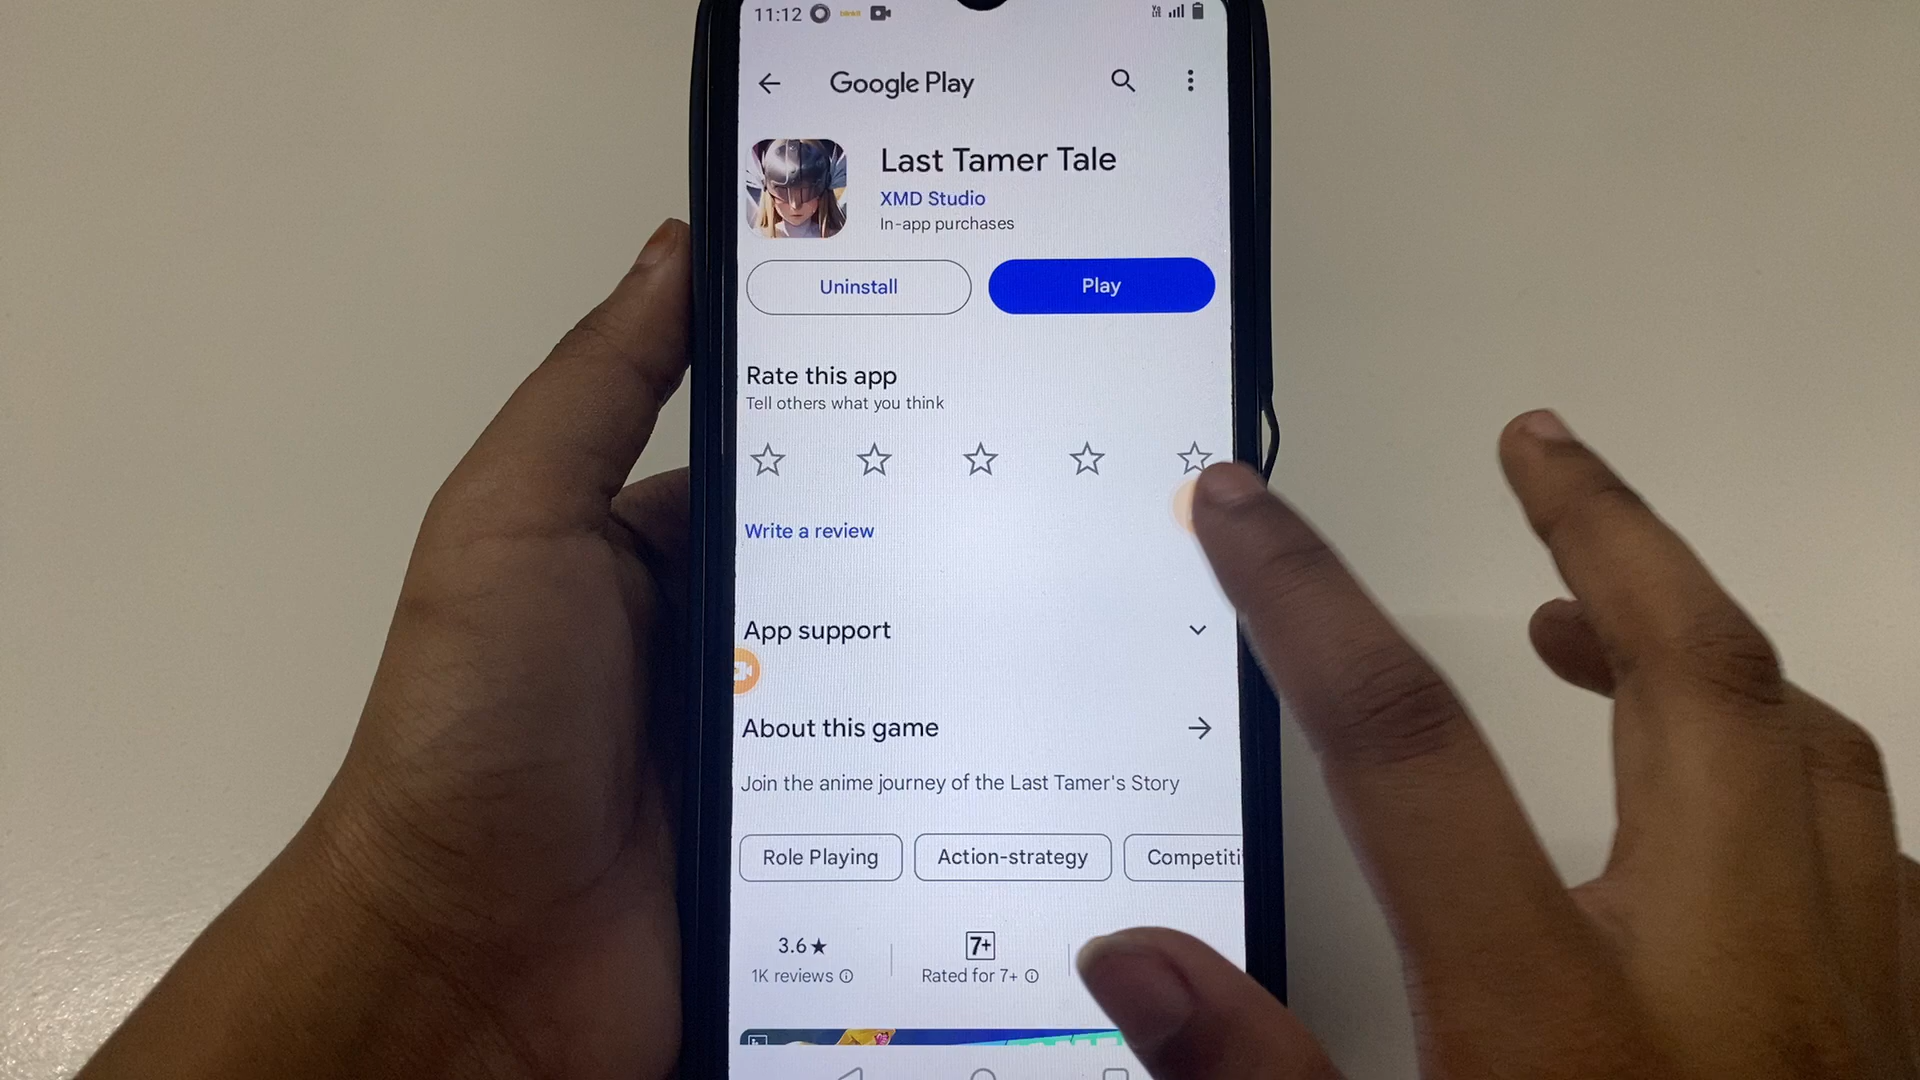 11:12
Google Play
Last Tamer Tale
XMD Studio
In-app purchases
Uninstall
Play
Rate this app
Tell others what you think
Write a review
App support
About this game
Join the anime journey of the Last Tamer's Story
Role Playing
Action-strategy
Competiti
3.6★
7+
1K reviews
Rated for 7+